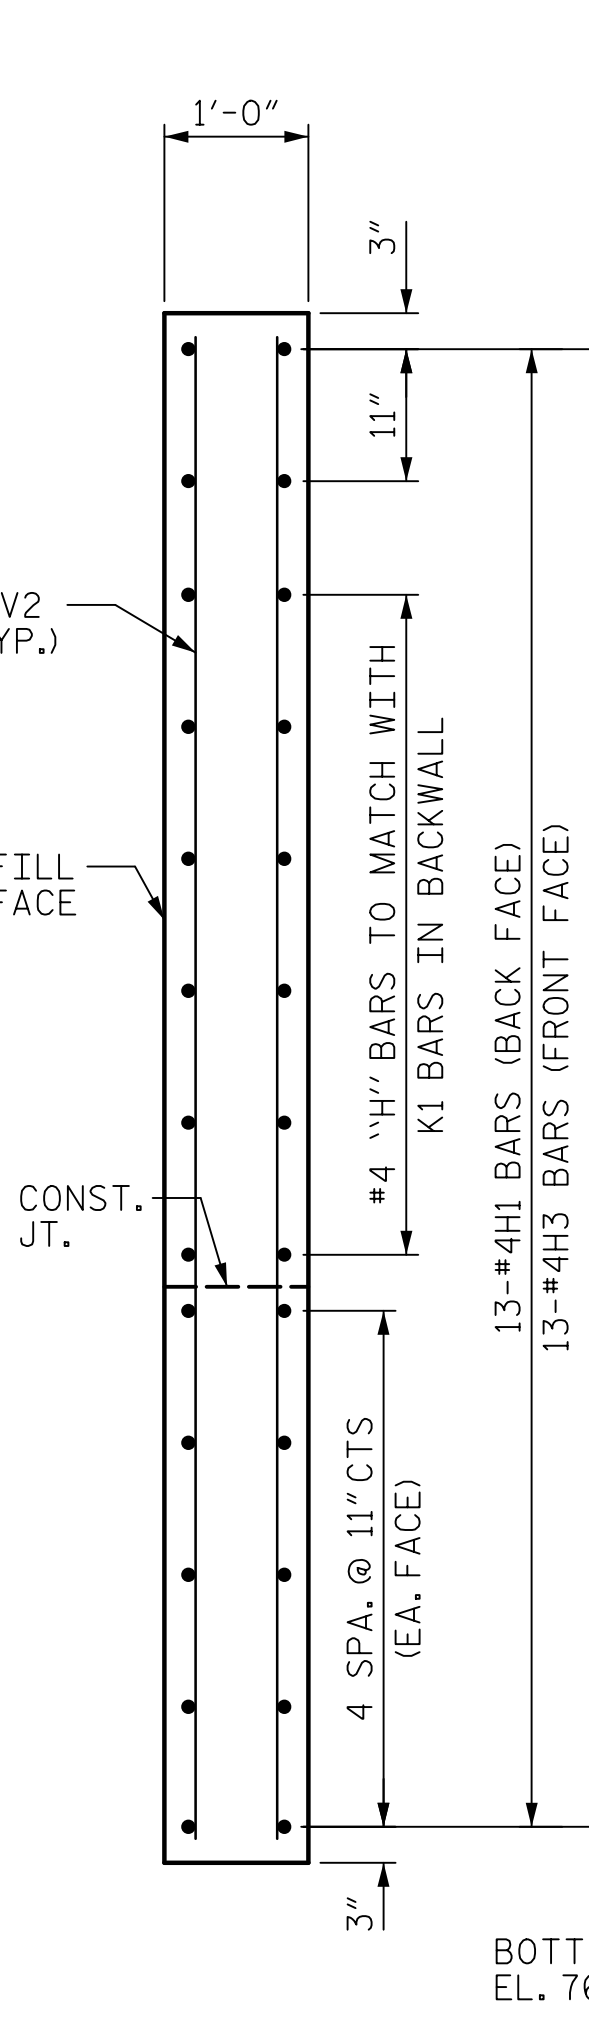 1'-0"
3"
11"
V2
YP.)
FILL
FACE
#4 "H" BARS TO MATCH WITH
K1 BARS IN BACKWALL
13-#4H1 BARS (BACK FACE)
13-#4H3 BARS (FRONT FACE)
CONST.
JT.
4 SPA. @ 11" CTS
(EA. FACE)
3"
BOTT
EL. 76